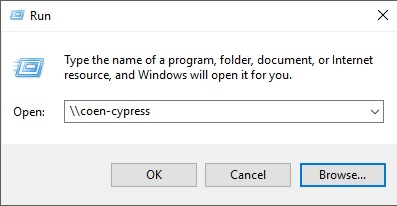 Run
Type the name of a program, folder, document, or Internet
resource, and Windows will open it for you.
Open:
\\coen-cypress
OK
Cancel
Browse...